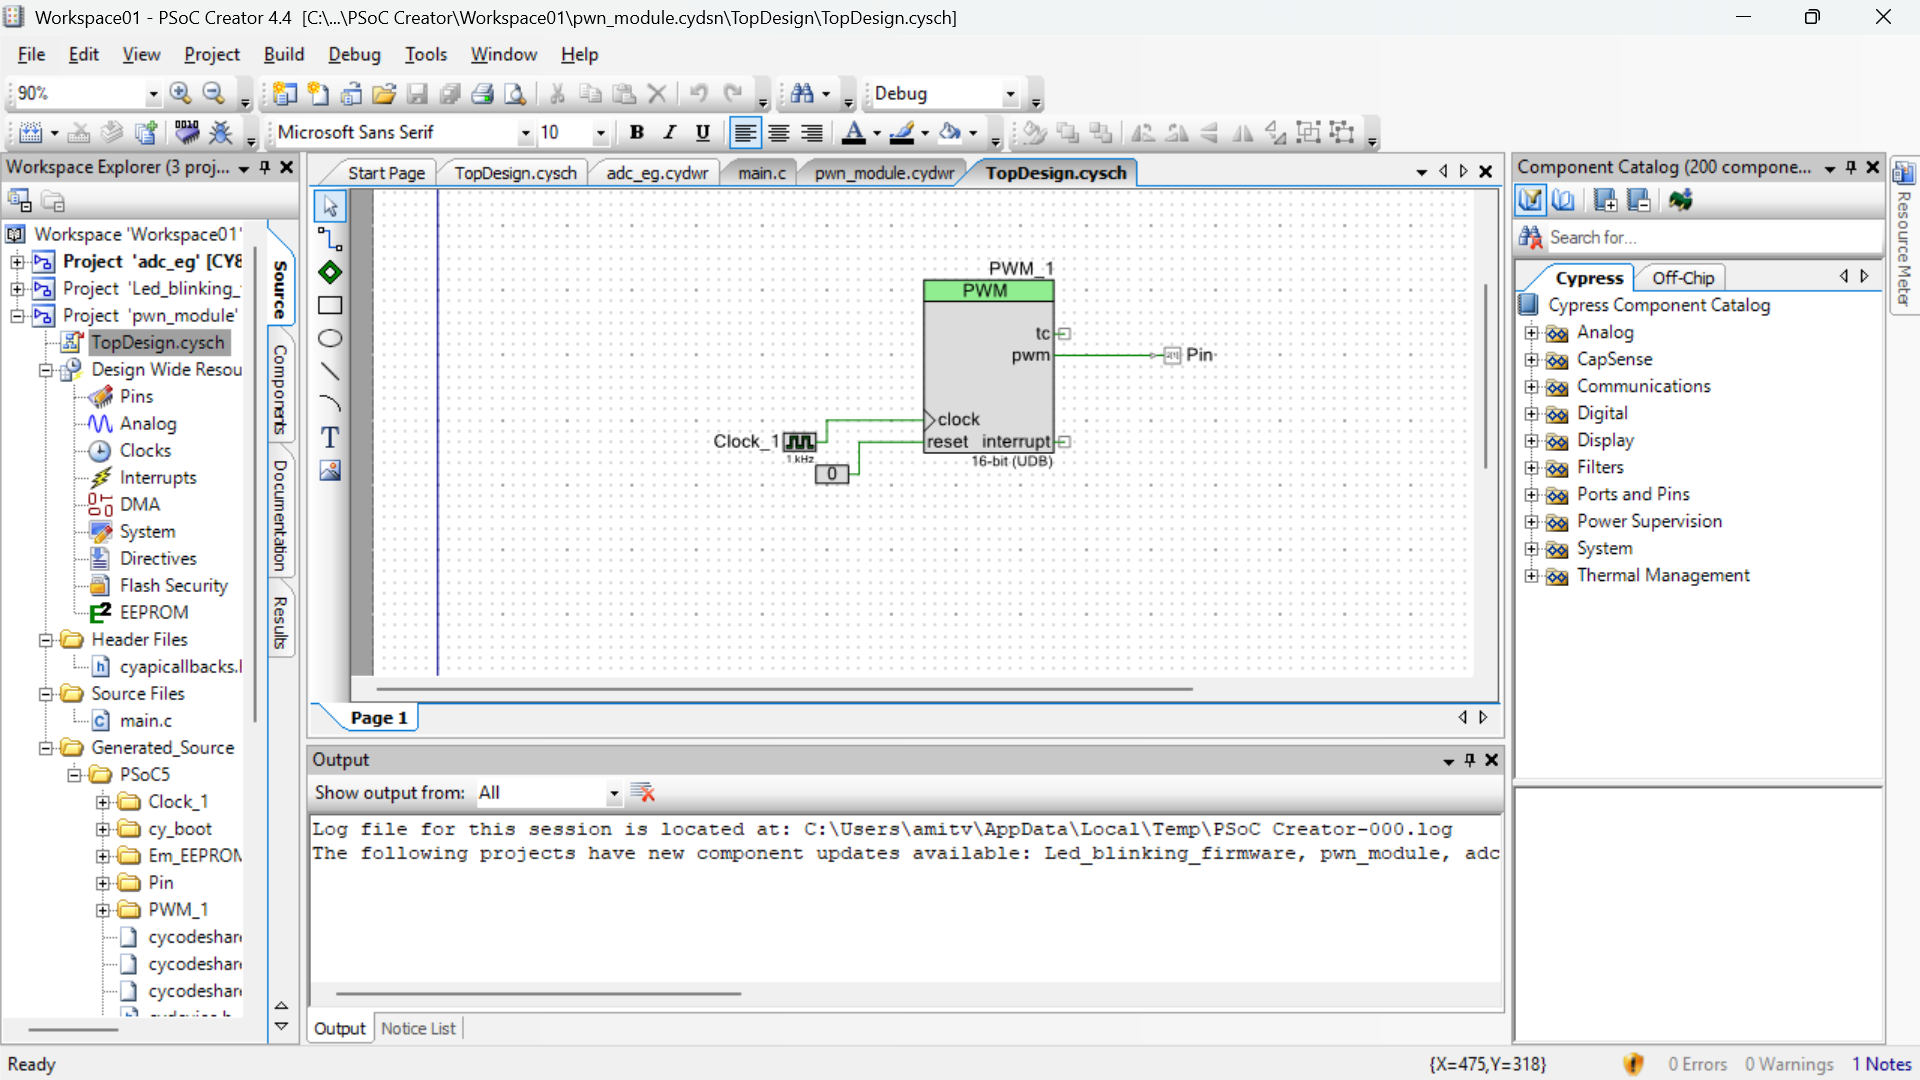 Workspace01 - PSoC Creator 4.4 [C:\...\PSoC Creator\Workspace01\pwn_module.cydsn\TopDesign\TopDesign.cysch]
File Edit View Project Build Debug Tools Window Help
90%
Debug
Microsoft Sans Serif 10 B I U
Workspace Explorer (3 proj...
Workspace 'Workspace01'
Project 'adc_eg' [CY8
Project 'Led_blinking_
Project 'pwn_module'
TopDesign.cysch
Design Wide Resou
Pins
Analog
Clocks
Interrupts
DMA
System
Directives
Flash Security
EEPROM
Header Files
cyapicallbacks.
Source Files
main.c
Generated_Source
PSoC5
Clock_1
cy_boot
Em_EEPROM
Pin
PWM_1
cycodeshar
cycodeshar
cycodeshar
Source
Components
Documentation
Results
Start Page TopDesign.cysch adc_eg.cydwr main.c pwn_module.cydwr TopDesign.cysch
PWM_1
PWM
tc
pwm
Pin
clock
Clock_1
1 kHz
reset interrupt
16-bit (UDB)
0
Page 1
Output
Show output from: All
Log file for this session is located at: C:\Users\amitv\AppData\Local\Temp\PSoC Creator-000.log
The following projects have new component updates available: Led_blinking_firmware, pwn_module, adc
Output Notice List
Component Catalog (200 compone...
Search for...
Cypress Off-Chip
Cypress Component Catalog
Analog
CapSense
Communications
Digital
Display
Filters
Ports and Pins
Power Supervision
System
Thermal Management
Resource Meter
Ready
{X=475,Y=318}
0 Errors 0 Warnings 1 Notes